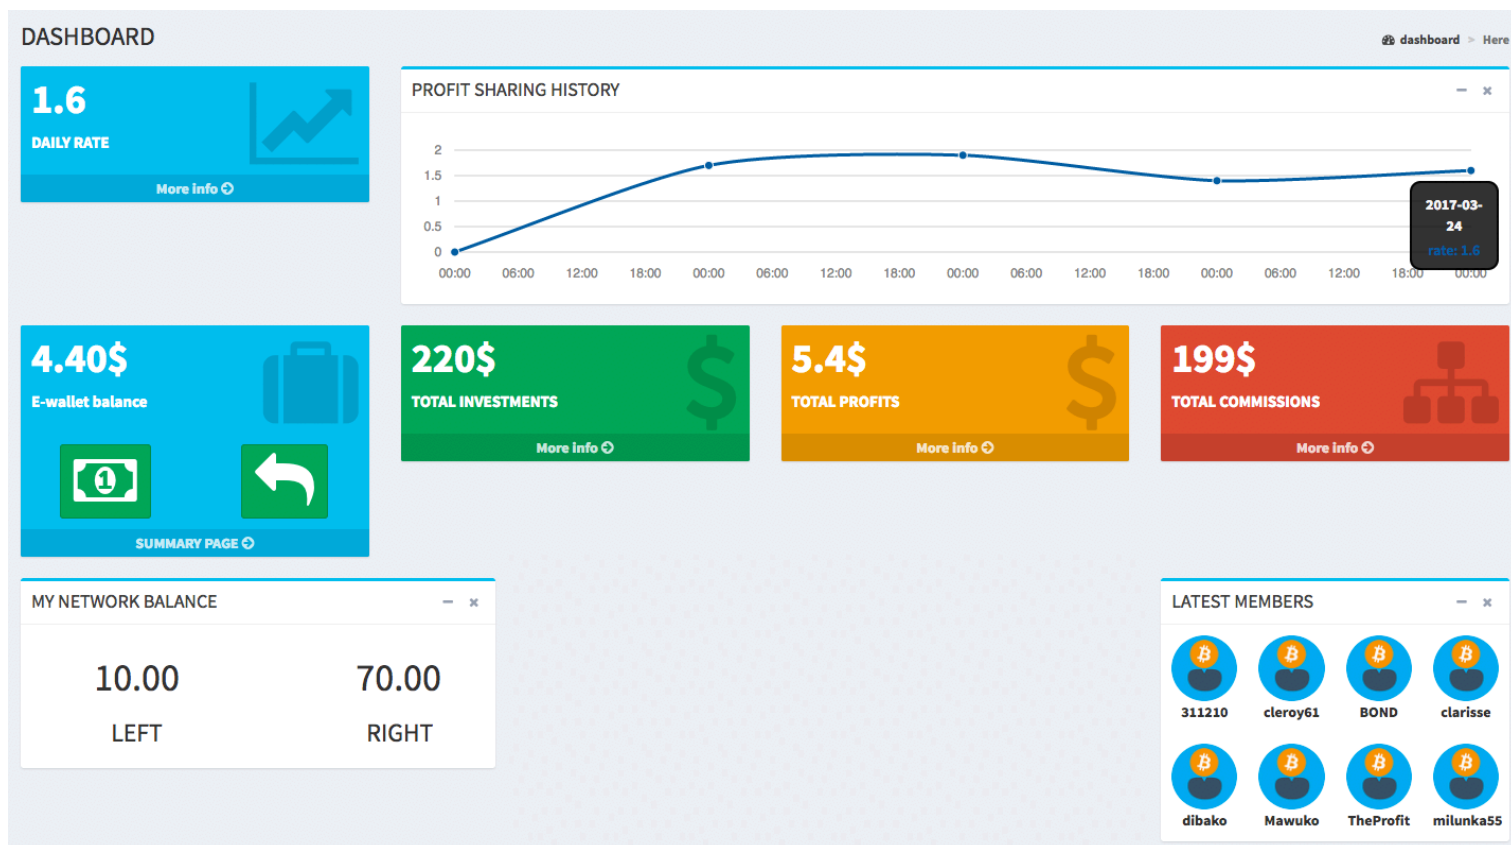 DASHBOARD
dashboard > Here
1.6
DAILY RATE
More info
PROFIT SHARING HISTORY
2
1.5
1
0.5
0
00:00 06:00 12:00 18:00 00:00 06:00 12:00 18:00 00:00 06:00 12:00 18:00 00:00 06:00 12:00 18:00 00:00
2017-03-
24
rate: 1.6
4.40$
E-wallet balance
1
SUMMARY PAGE
220$
TOTAL INVESTMENTS
More info
5.4$
TOTAL PROFITS
More info
199$
TOTAL COMMISSIONS
More info
MY NETWORK BALANCE
10.00 70.00
LEFT RIGHT
LATEST MEMBERS
311210 cleroy61 BOND clarisse
dibako Mawuko TheProfit milunka55